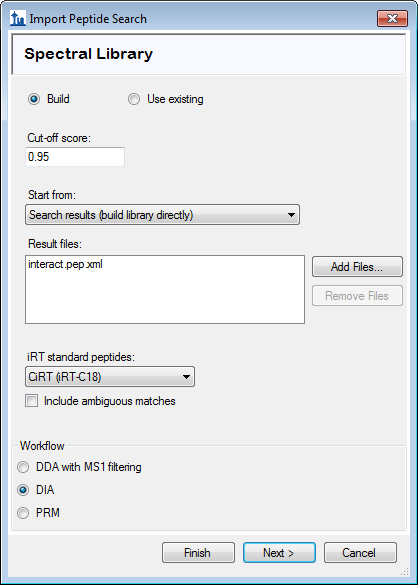 Import Peptide Search
Spectral Library
Build
Use existing
Cut-off score:
0.95
Start from:
Search results (build library directly)
Result files:
interact.pep.xml
Add Files...
Remove Files
iRT standard peptides:
CiRT (iRT-C18)
Include ambiguous matches
Workflow
DDA with MS1 filtering
DIA
PRM
Finish
Next >
Cancel